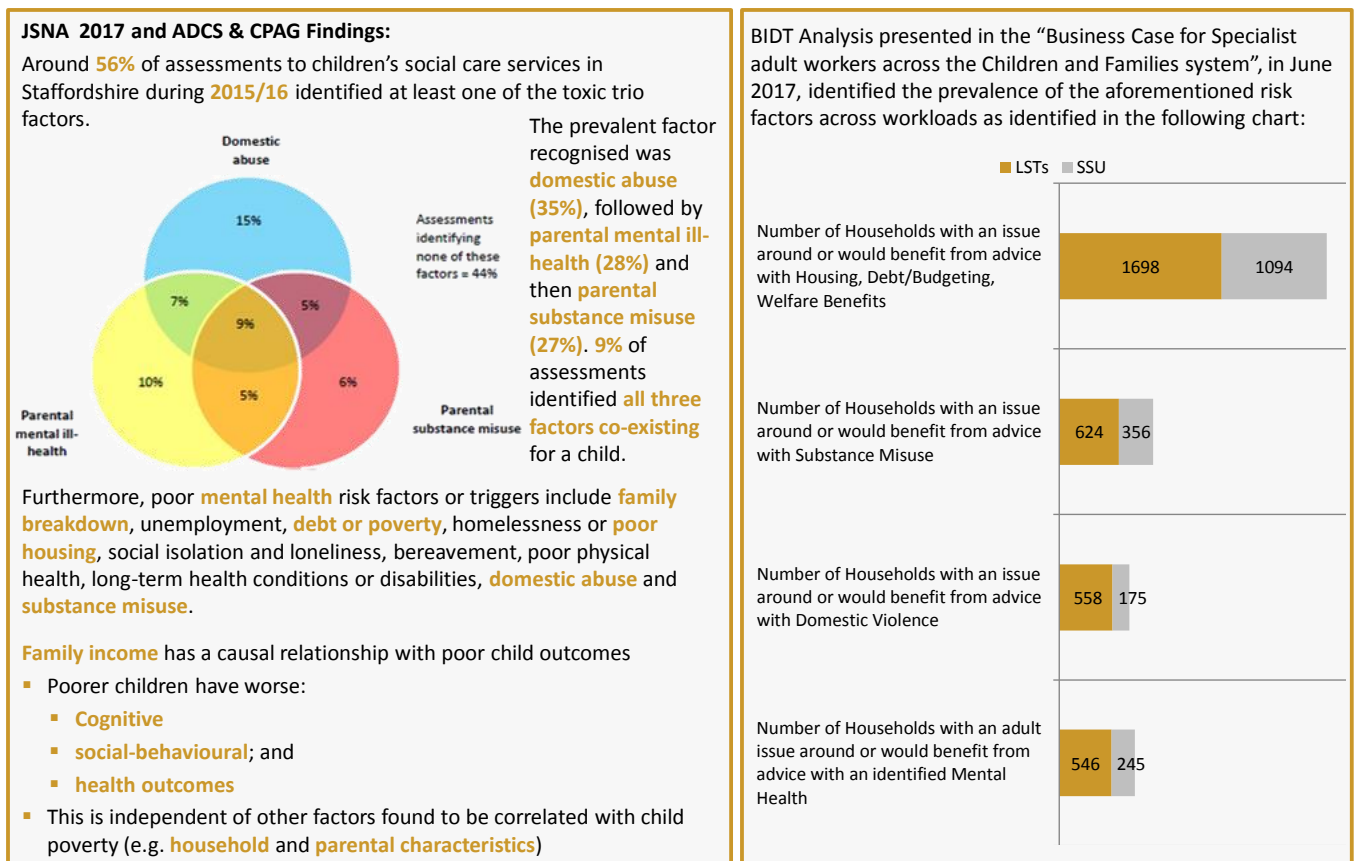 JSNA 2017 and ADCS & CPAG Findings:
Around 56% of assessments to children's social care services in
Staffordshire during 2015/16 identified at least one of the toxic trio
factors.
Domestic
abuse
15%
Assessments
identifying
none of these
factors = 44%
7%
5%
9%
10%
5%
6%
Parental
mental ill-
health
Parental
substance misuse
The prevalent factor
recognised was
domestic abuse
(35%), followed by
parental mental ill-
health (28%) and
then parental
substance misuse
(27%). 9% of
assessments
identified all three
factors co-existing
for a child.
Furthermore, poor mental health risk factors or triggers include family
breakdown, unemployment, debt or poverty, homelessness or poor
housing, social isolation and loneliness, bereavement, poor physical
health, long-term health conditions or disabilities, domestic abuse and
substance misuse.
Family income has a causal relationship with poor child outcomes
▪ Poorer children have worse:
▪ Cognitive
▪ social-behavioural; and
▪ health outcomes
▪ This is independent of other factors found to be correlated with child
poverty (e.g. household and parental characteristics)
BIDT Analysis presented in the “Business Case for Specialist
adult workers across the Children and Families system”, in June
2017, identified the prevalence of the aforementioned risk
factors across workloads as identified in the following chart:
LSTs SSU
Number of Households with an issue
around or would benefit from advice
with Housing, Debt/Budgeting,
Welfare Benefits
1698 1094
Number of Households with an issue
around or would benefit from advice
with Substance Misuse
624 356
Number of Households with an issue
around or would benefit from advice
with Domestic Violence
558 175
Number of Households with an adult
issue around or would benefit from
advice with an identified Mental
Health
546 245